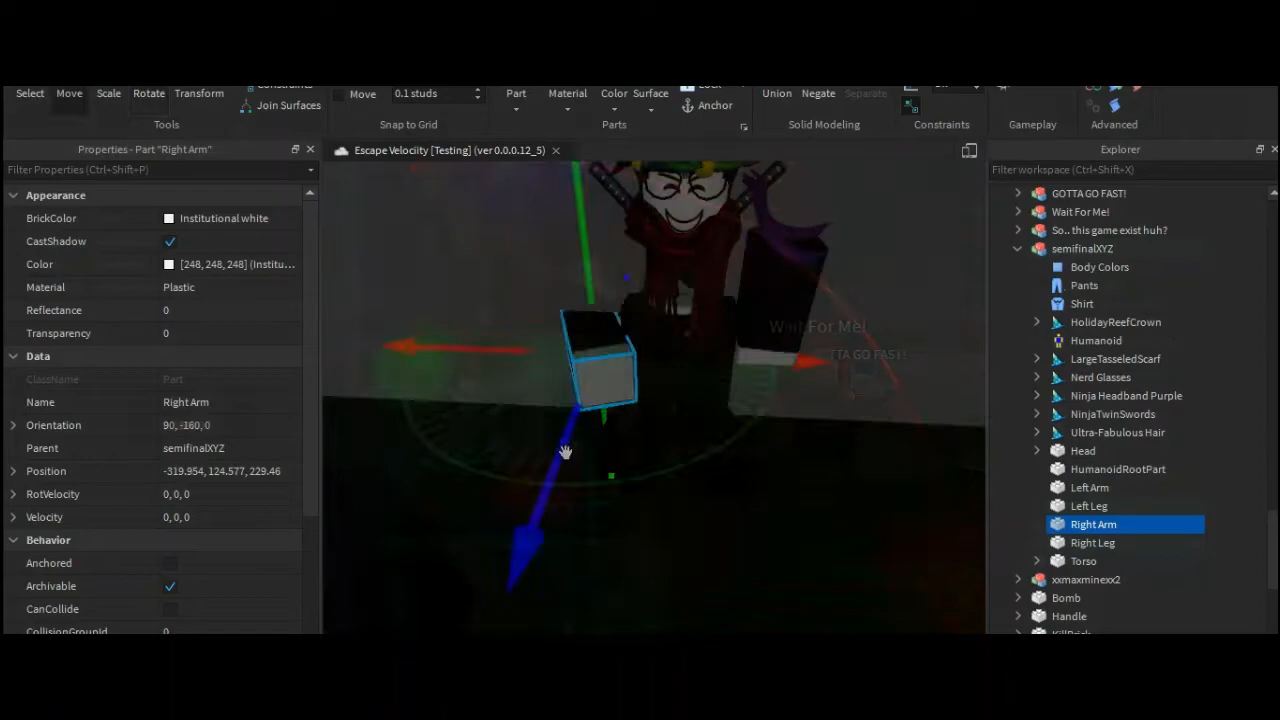 Constraints
Select Move Scale Rotate Transform
Join Surfaces
Tools
Move 0.1 studs
Snap to Grid
Part Material Color Surface
Lock
Anchor
Parts
Union Negate Separate
Solid Modeling
Constraints
Gameplay
Advanced
Properties - Part "Right Arm"
Filter Properties (Ctrl+Shift+P)
Appearance
BrickColor Institutional white
CastShadow
Color [248, 248, 248] (Institu...
Material Plastic
Reflectance 0
Transparency 0
Data
ClassName Part
Name Right Arm
Orientation 90, -160, 0
Parent semifinalXYZ
Position -319.954, 124.577, 229.46
RotVelocity 0, 0, 0
Velocity 0, 0, 0
Behavior
Anchored
Archivable
CanCollide
CollisionGroupId 0
Escape Velociiy [Testing] (ver 0.0.0.12_5)
Wait For Me!
TTA GO FAST!
Explorer
Filter workspace (Ctrl+Shift+X)
GOTTA GO FAST!
Wait For Me!
So.. this game exist huh?
semifinalXYZ
Body Colors
Pants
Shirt
HolidayReefCrown
Humanoid
LargeTasseledScarf
Nerd Glasses
Ninja Headband Purple
NinjaTwinSwords
Ultra-Fabulous Hair
Head
HumanoidRootPart
Left Arm
Left Leg
Right Arm
Right Leg
Torso
xxmaxminexx2
Bomb
Handle
KillBrick